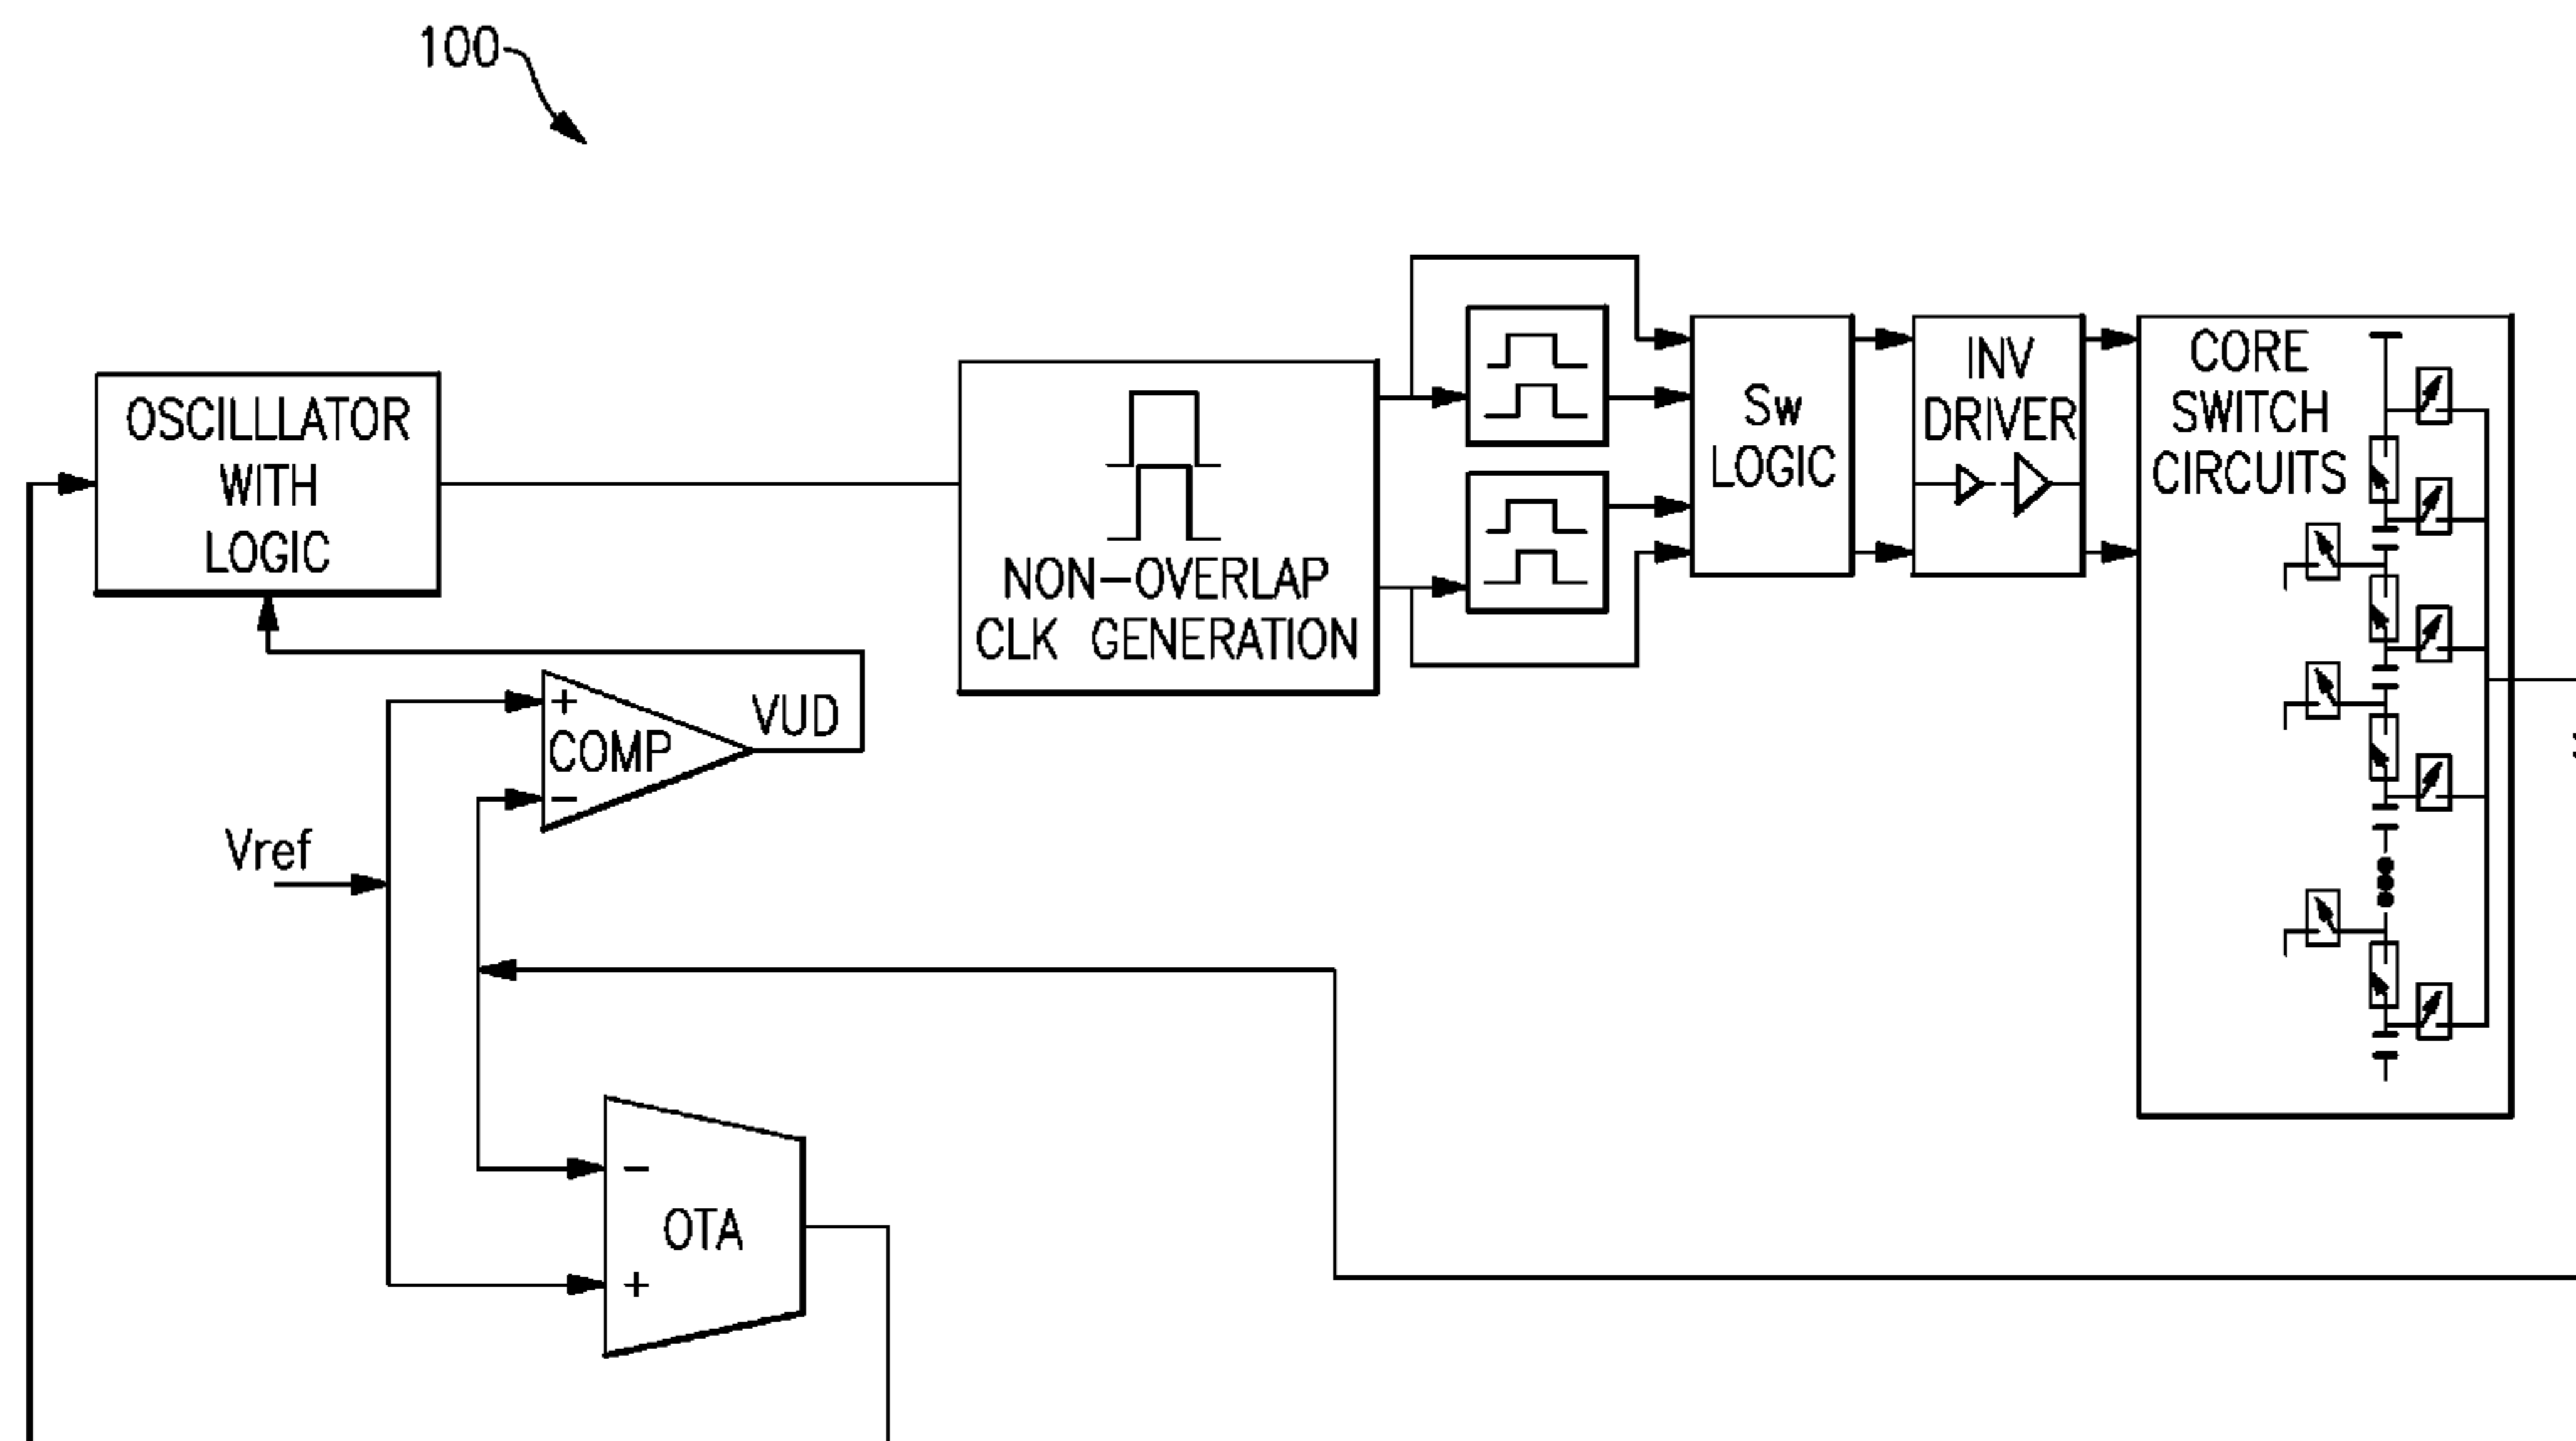 100
OSCILLLATOR
WITH
LOGIC
NON-OVERLAP
CLK GENERATION
Sw
LOGIC
INV
DRIVER
CORE
SWITCH
CIRCUITS
+
COMP
-
VUD
Vref
-
OTA
+